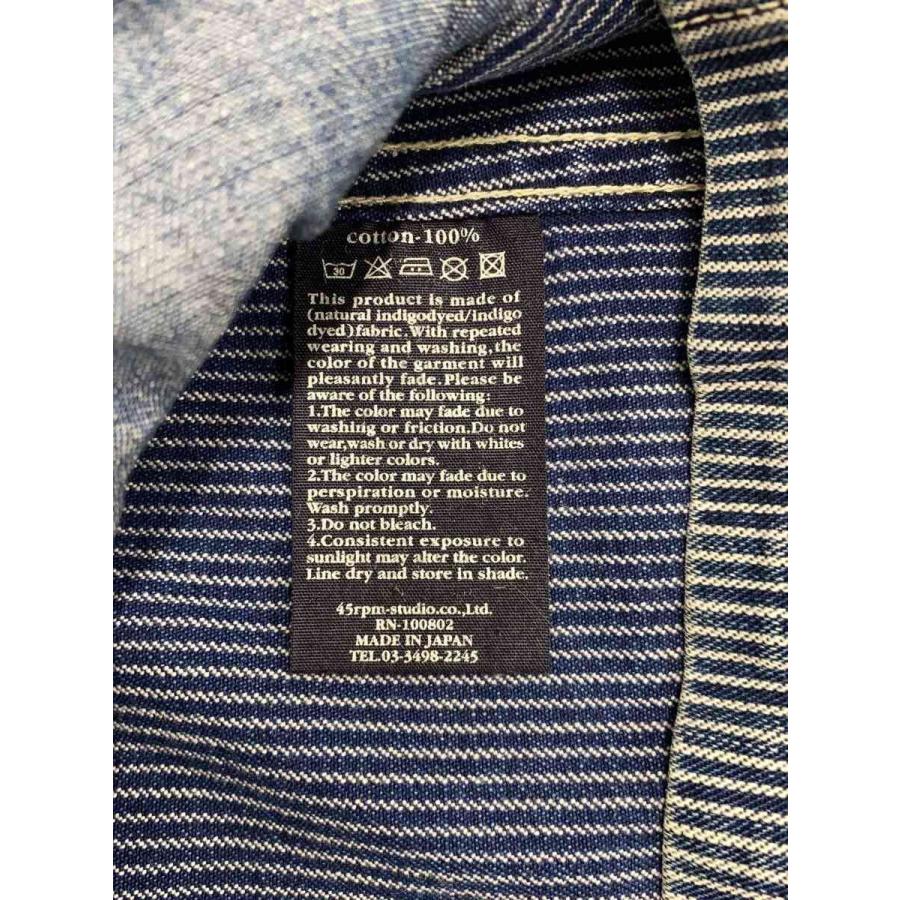 cotton-100%
30
This product is made of
(natural indigodyed/indigo
dyed)fabric.With repeated
wearing and washing,the
color of the garment will
pleasantly fade.Please be
aware of the following:
1.The color may fade due to
washing or friction.Do not
wear,wash or dry with whites
or lighter colors.
2.The color may fade due to
perspiration or moisture.
Wash promptly.
3.Do not bleach.
4.Consistent exposure to
sunlight may alter the color.
Line dry and store in shade.
45rpm-studio.co.,Ltd.
RN-100802
MADE IN JAPAN
TEL.03-3498-2245